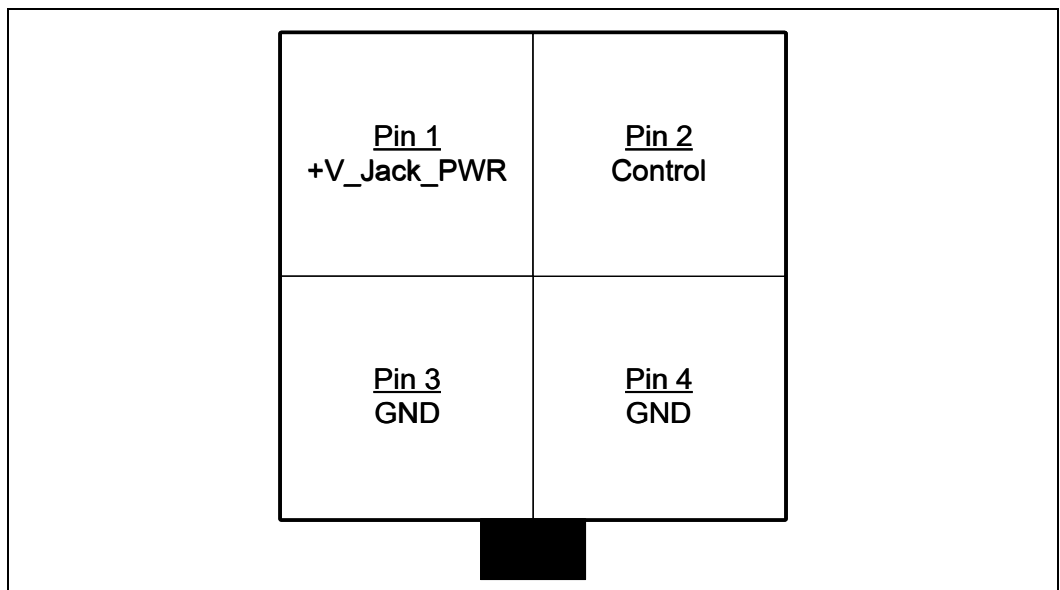 Pin 1
+V_Jack_PWR
Pin 2
Control
Pin 3
GND
Pin 4
GND